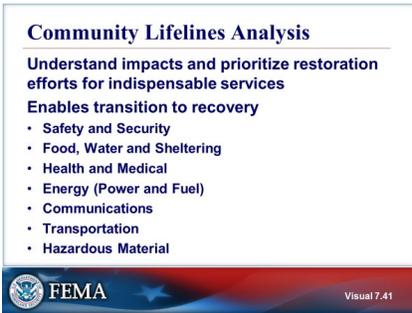 Community Lifelines Analysis
Understand impacts and prioritize restoration
efforts for indispensable services
Enables transition to recovery
• Safety and Security
• Food, Water and Sheltering
• Health and Medical
• Energy (Power and Fuel)
• Communications
• Transportation
• Hazardous Material
FEMA
Visual 7.41